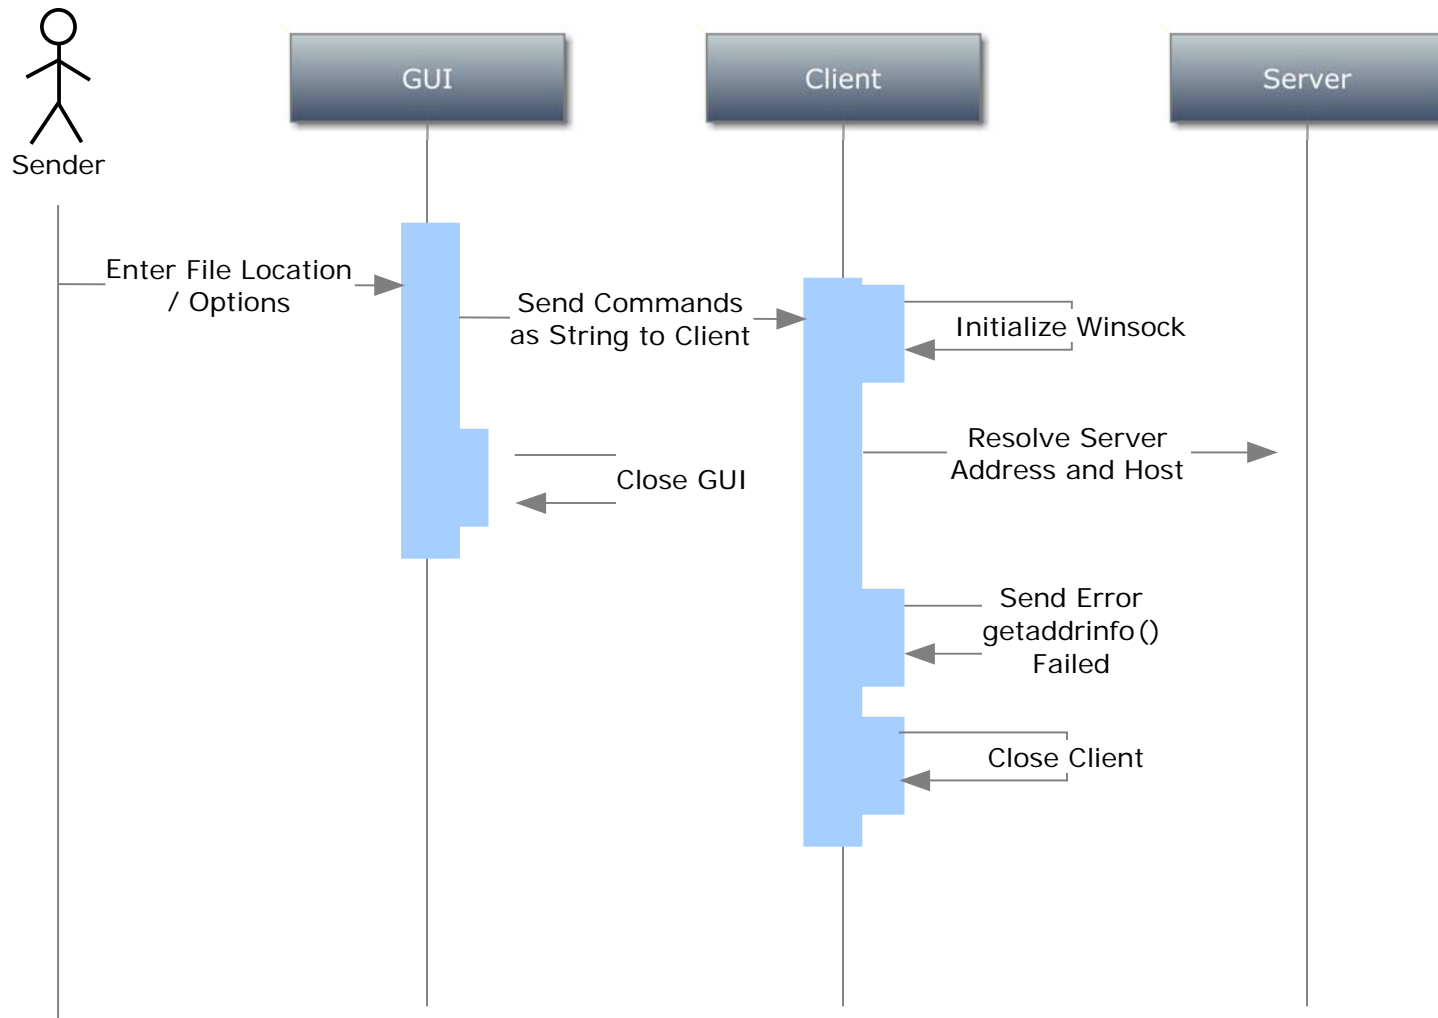 GUI
Client
Server
Sender
Enter File Location
/ Options
Send Commands
as String to Client
Initialize Winsock
Resolve Server
Address and Host
Close GUI
Send Error
getaddrinfo()
Failed
Close Client